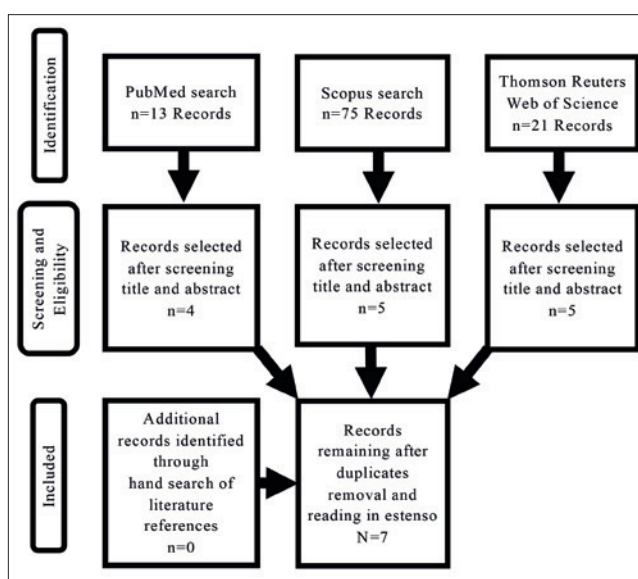 Identification
PubMed search
n=13 Records
Scopus search
n=75 Records
Thomson Reuters
Web of Science
n=21 Records
Screening and
Eligibility
Records selected
after screening
title and abstract
n=4
Records selected
after screening
title and abstract
n=5
Records selected
after screening
title and abstract
n=5
Included
Additional
records identified
through
hand search of
literature
references
n=0
Records
remaining after
duplicates
removal and
reading in estenso
N=7